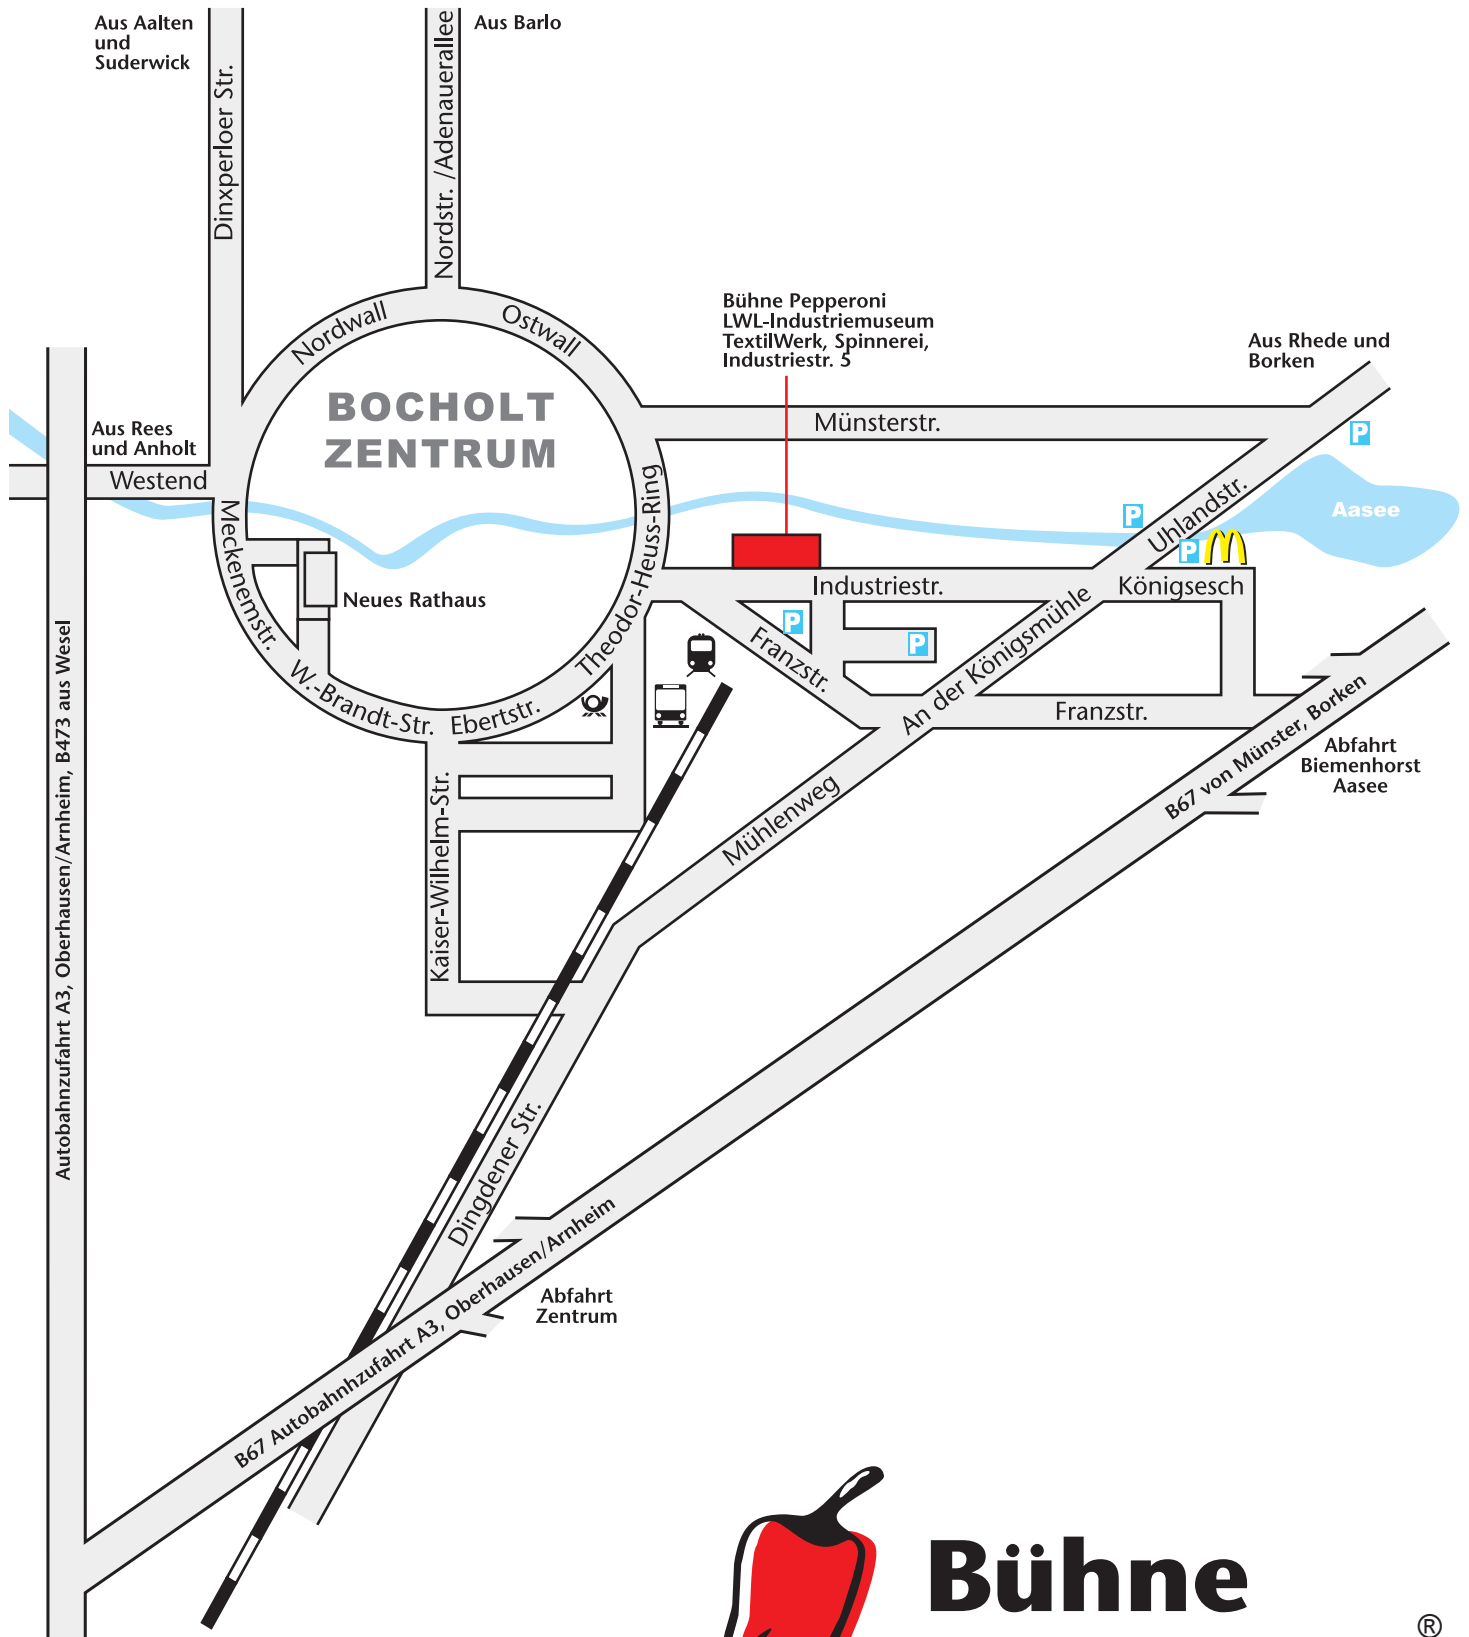 Aus Aalten
und
Suderwick
Aus Barlo
Dinxperloer Str.
Nordstr. /Adenauerallee
Nordwall
Ostwall
Bühne Pepperoni
LWL-Industriemuseum
TextilWerk, Spinnerei,
Industriestr. 5
Aus Rhede und
Borken
BOCHOLT
ZENTRUM
Münsterstr.
P
Aus Rees
und Anholt
Westend
Meckenemstr.
Theodor-Heuss-Ring
Uhlandstr.
Aasee
P
P
Industriestr.
Königsesch
Neues Rathaus
P
P
Franzstr.
An der Königsmühle
W.-Brandt-Str.
Ebertstr.
Franzstr.
B67 von Münster, Borken
Abfahrt
Biemenhorst
Aasee
Autobahnzufahrt A3, Oberhausen/Arnheim, B473 aus Wesel
Kaiser-Wilhelm-Str.
Mühlenweg
Dingdener Str.
B67 Autobahnhzufahrt A3, Oberhausen/Arnheim
Abfahrt
Zentrum
Bühne
®